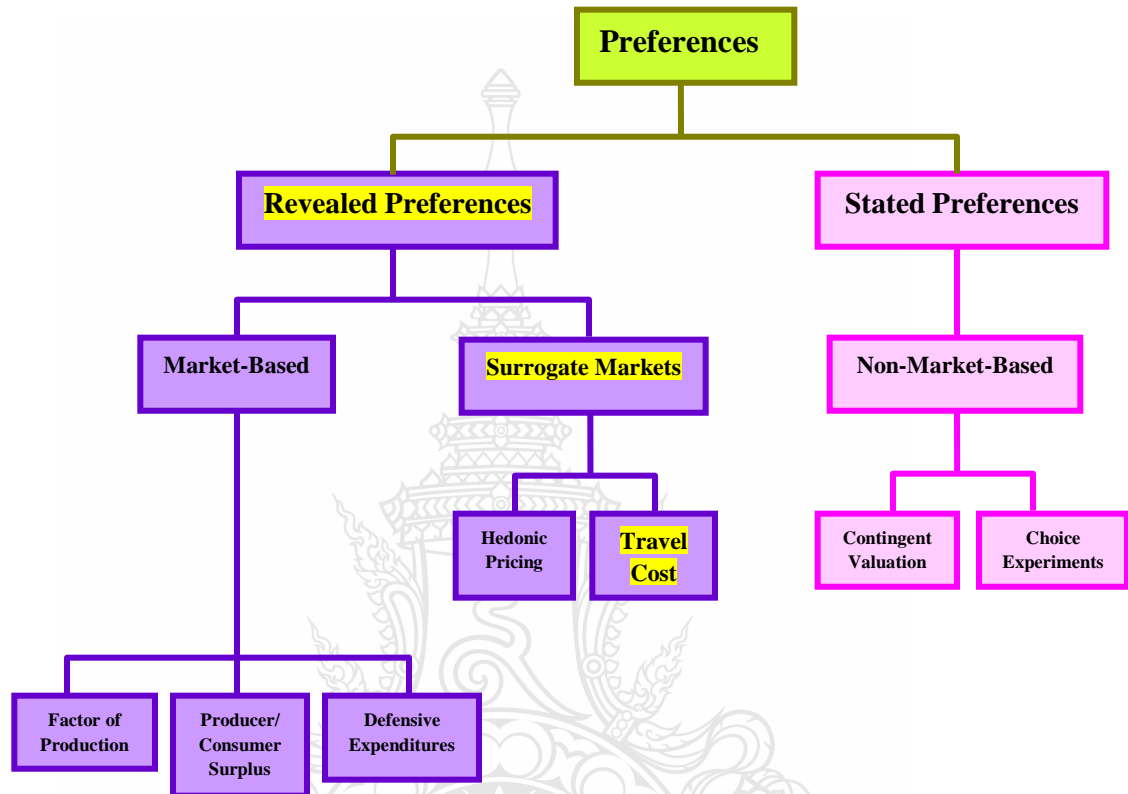 Preferences
Revealed Preferences
Stated Preferences
Market-Based
Surrogate Markets
Non-Market-Based
Hedonic
Pricing
Travel
Cost
Contingent
Valuation
Choice
Experiments
Factor of
Production
Producer/
Consumer
Surplus
Defensive
Expenditures